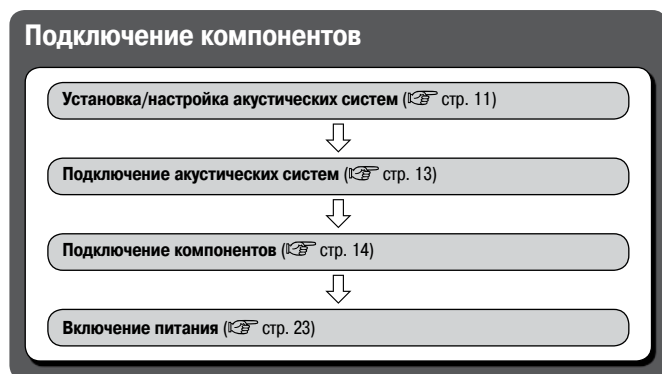 Подключение компонентов
Установка/настройка акустических систем (☞ стр. 11)
Подключение акустических систем (☞ стр. 13)
Подключение компонентов (☞ стр. 14)
Включение питания (☞ стр. 23)